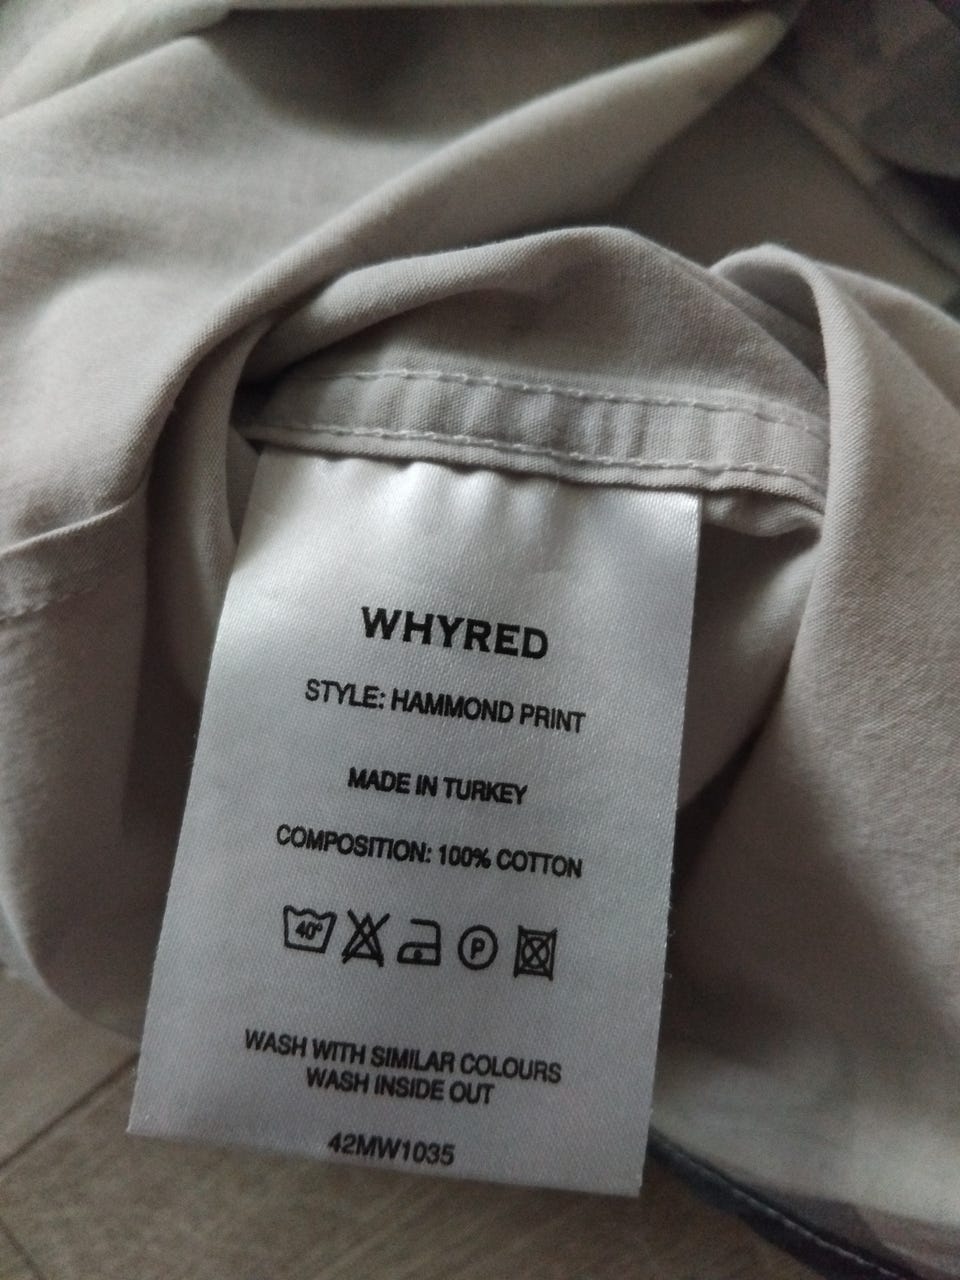 WHYRED
STYLE: HAMMOND PRINT
MADE IN TURKEY
COMPOSITION: 100% COTTON
40° P
WASH WITH SIMILAR COLOURS
WASH INSIDE OUT
42MW1035